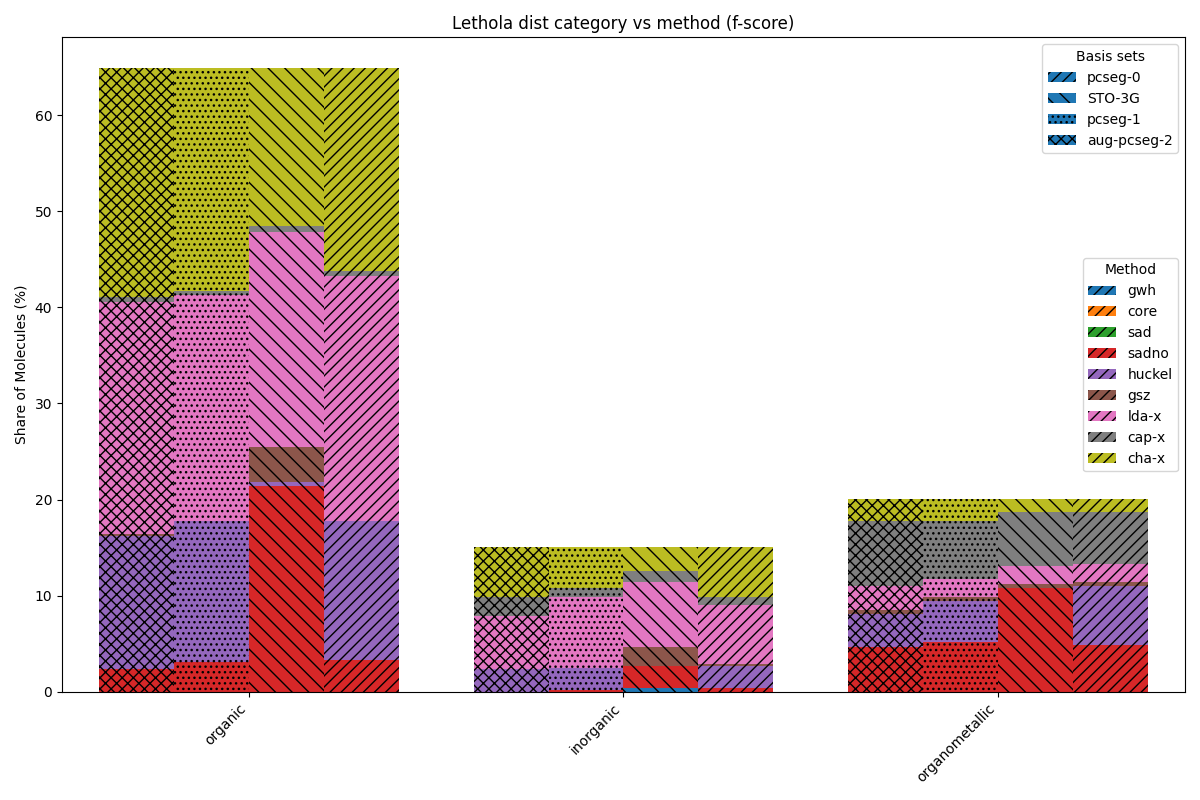 Lethola dist category vs method (f-score)
Share of Molecules (%)
60
50
40
30
20
10
0
organic
inorganic
organometallic
Basis sets
pcseg-0
STO-3G
pcseg-1
aug-pcseg-2
Method
gwh
core
sad
sadno
huckel
gsz
lda-x
cap-x
cha-x